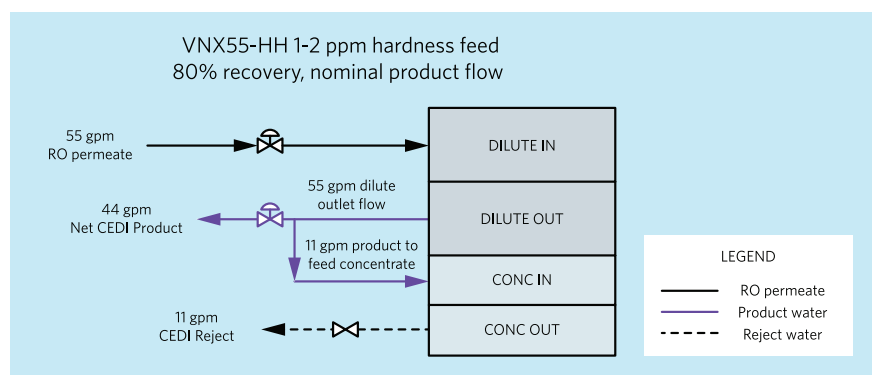 VNX55-HH 1-2 ppm hardness feed
80% recovery, nominal product flow
55 gpm
RO permeate
DILUTE IN
55 gpm dilute
outlet flow
44 gpm
Net CEDI Product
DILUTE OUT
11 gpm product to
feed concentrate
CONC IN
11 gpm
CEDI Reject
CONC OUT
LEGEND
RO permeate
Product water
Reject water